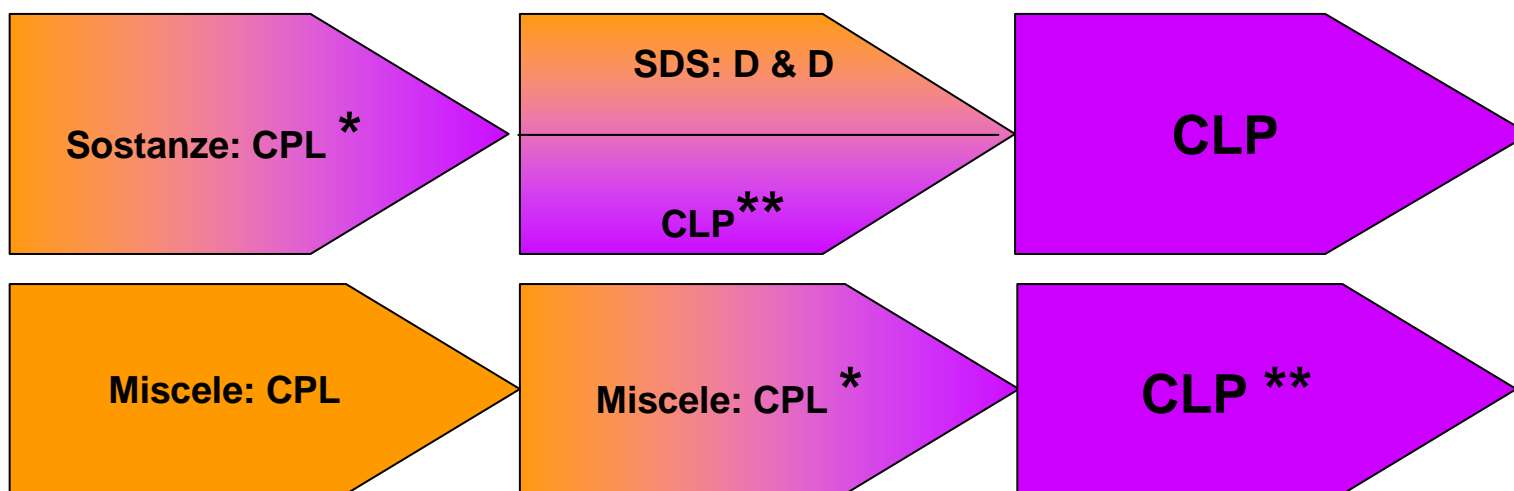 Sostanze: CPL *
SDS: D & D
CLP**
CLP
Miscele: CPL
Miscele: CPL *
CLP **